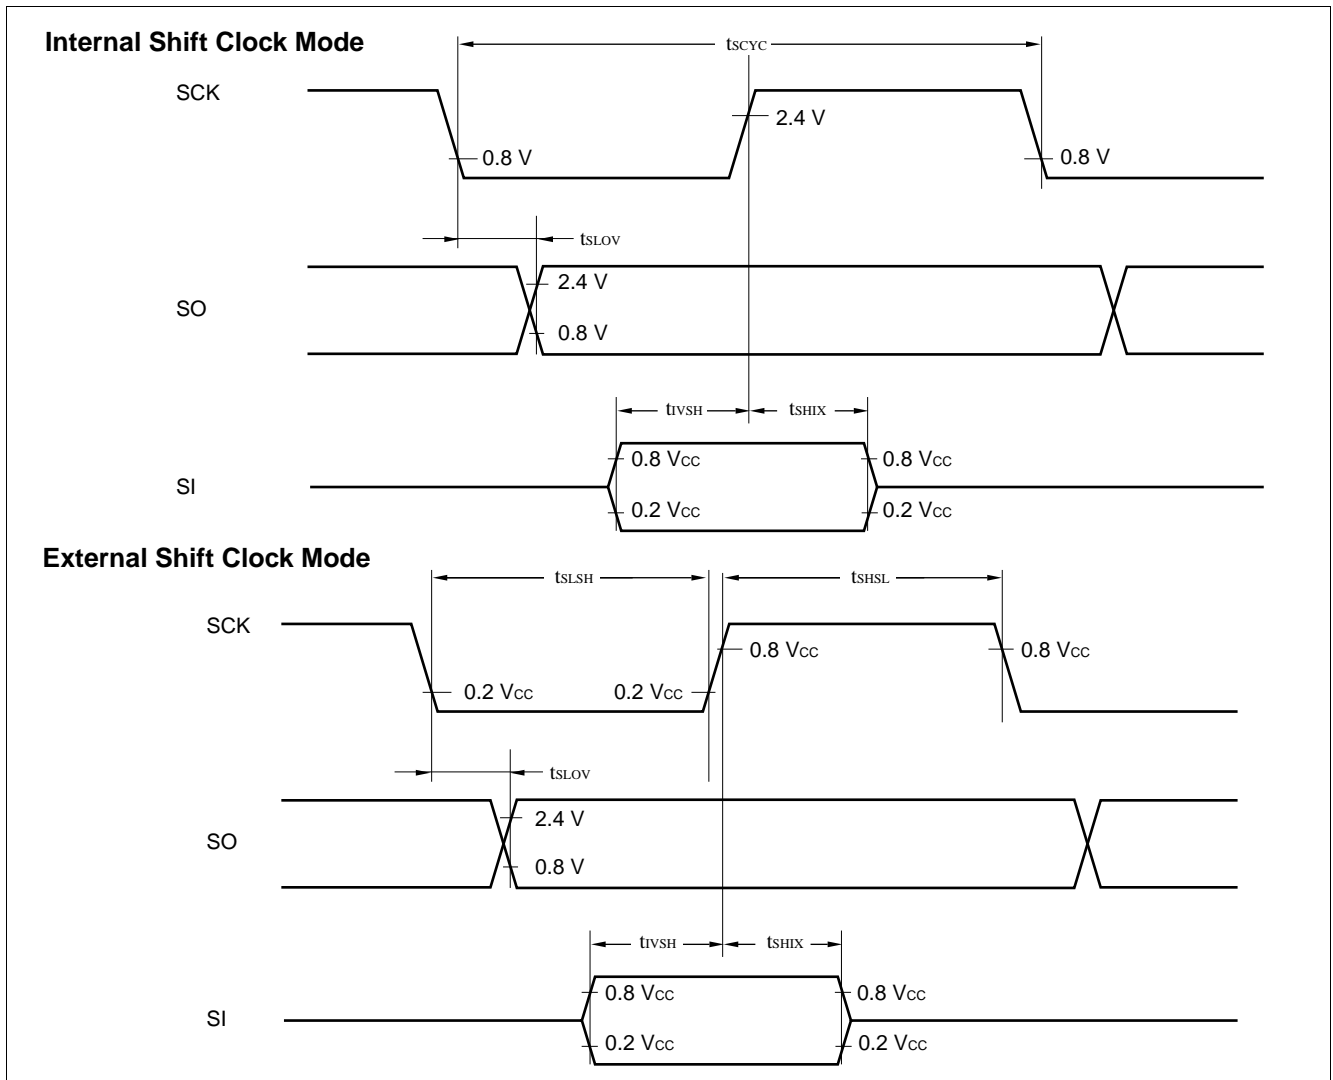 Internal Shift Clock Mode
tSCYC
SCK
2.4 V
0.8 V
0.8 V
tSLOV
SO
2.4 V
0.8 V
tIVSH
tSHIX
0.8 VCC
0.8 VCC
SI
0.2 VCC
0.2 VCC
External Shift Clock Mode
tSLSH
tSHSL
SCK
0.8 VCC
0.8 VCC
0.2 VCC
0.2 VCC
tSLOV
SO
2.4 V
0.8 V
tIVSH
tSHIX
0.8 VCC
0.8 VCC
SI
0.2 VCC
0.2 VCC